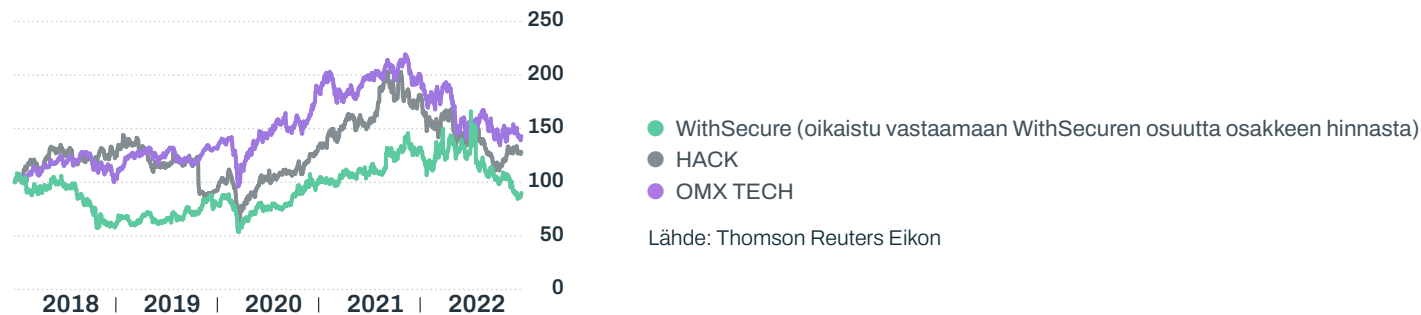 250
200
150
100
50
0
2018 | 2019 | 2020 | 2021 | 2022
WithSecure (oikaistu vastaamaan WithSecuren osuutta osakkeen hinnasta)
HACK
OMX TECH
Lähde: Thomson Reuters Eikon